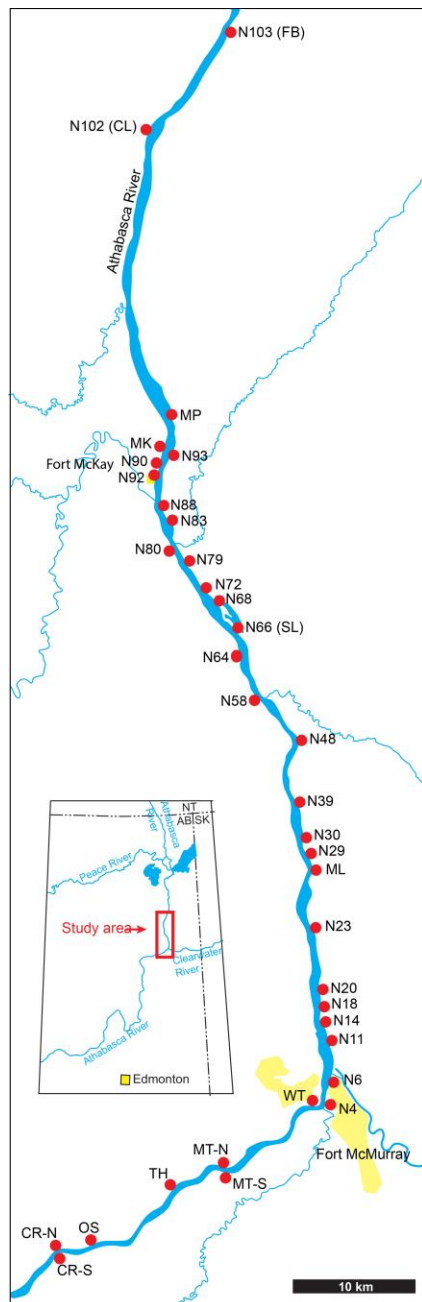 N103 (FB)
N102 (CL)
Athabasca River
MP
MK
N93
Fort McKay
N90
N92
N88
N83
N80
N79
N72
N68
N66 (SL)
N64
N58
N48
N39
N30
N29
ML
N23
N20
N18
N14
N11
N6
WT
N4
Fort McMurray
MT-N
MT-S
TH
OS
CR-N
CR-S
10 km
NT
AB
SK
Athabasca
River
Peace River
Study area
Clearwater
River
Athabasca River
Edmonton